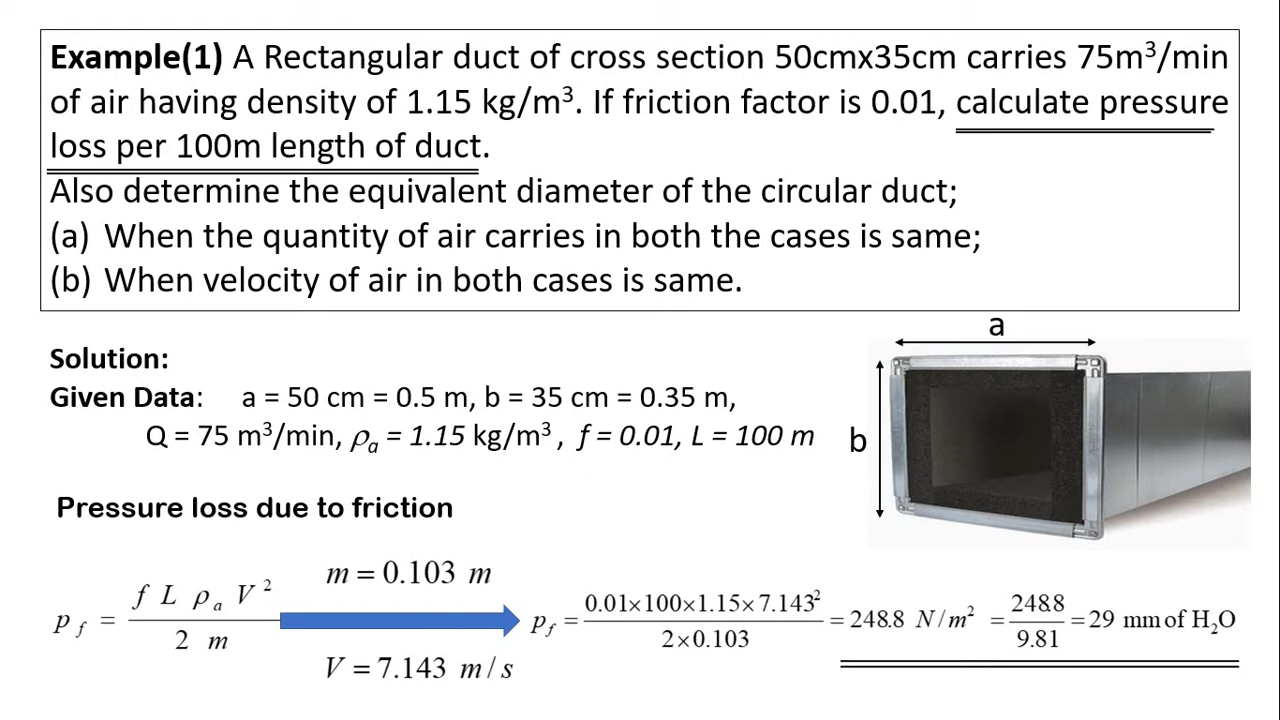 Example(1) A Rectangular duct of cross section 50cmx35cm carries 75m³/min
of air having density of 1.15 kg/m³. If friction factor is 0.01, calculate pressure
loss per 100m length of duct.
Also determine the equivalent diameter of the circular duct;
(a) When the quantity of air carries in both the cases is same;
(b) When velocity of air in both cases is same.
a
Solution:
Given Data: a = 50 cm = 0.5 m, b = 35 cm = 0.35 m,
Q = 75 m³/min, ρₐ = 1.15 kg/m³ , f = 0.01, L = 100 m
b
Pressure loss due to friction
p_f = f L ρₐ V² / 2 m
m = 0.103 m
V = 7.143 m/s
p_f = 0.01×100×1.15×7.143² / 2×0.103 = 248.8 N/m² = 248.8 / 9.81 = 29 mm of H₂O